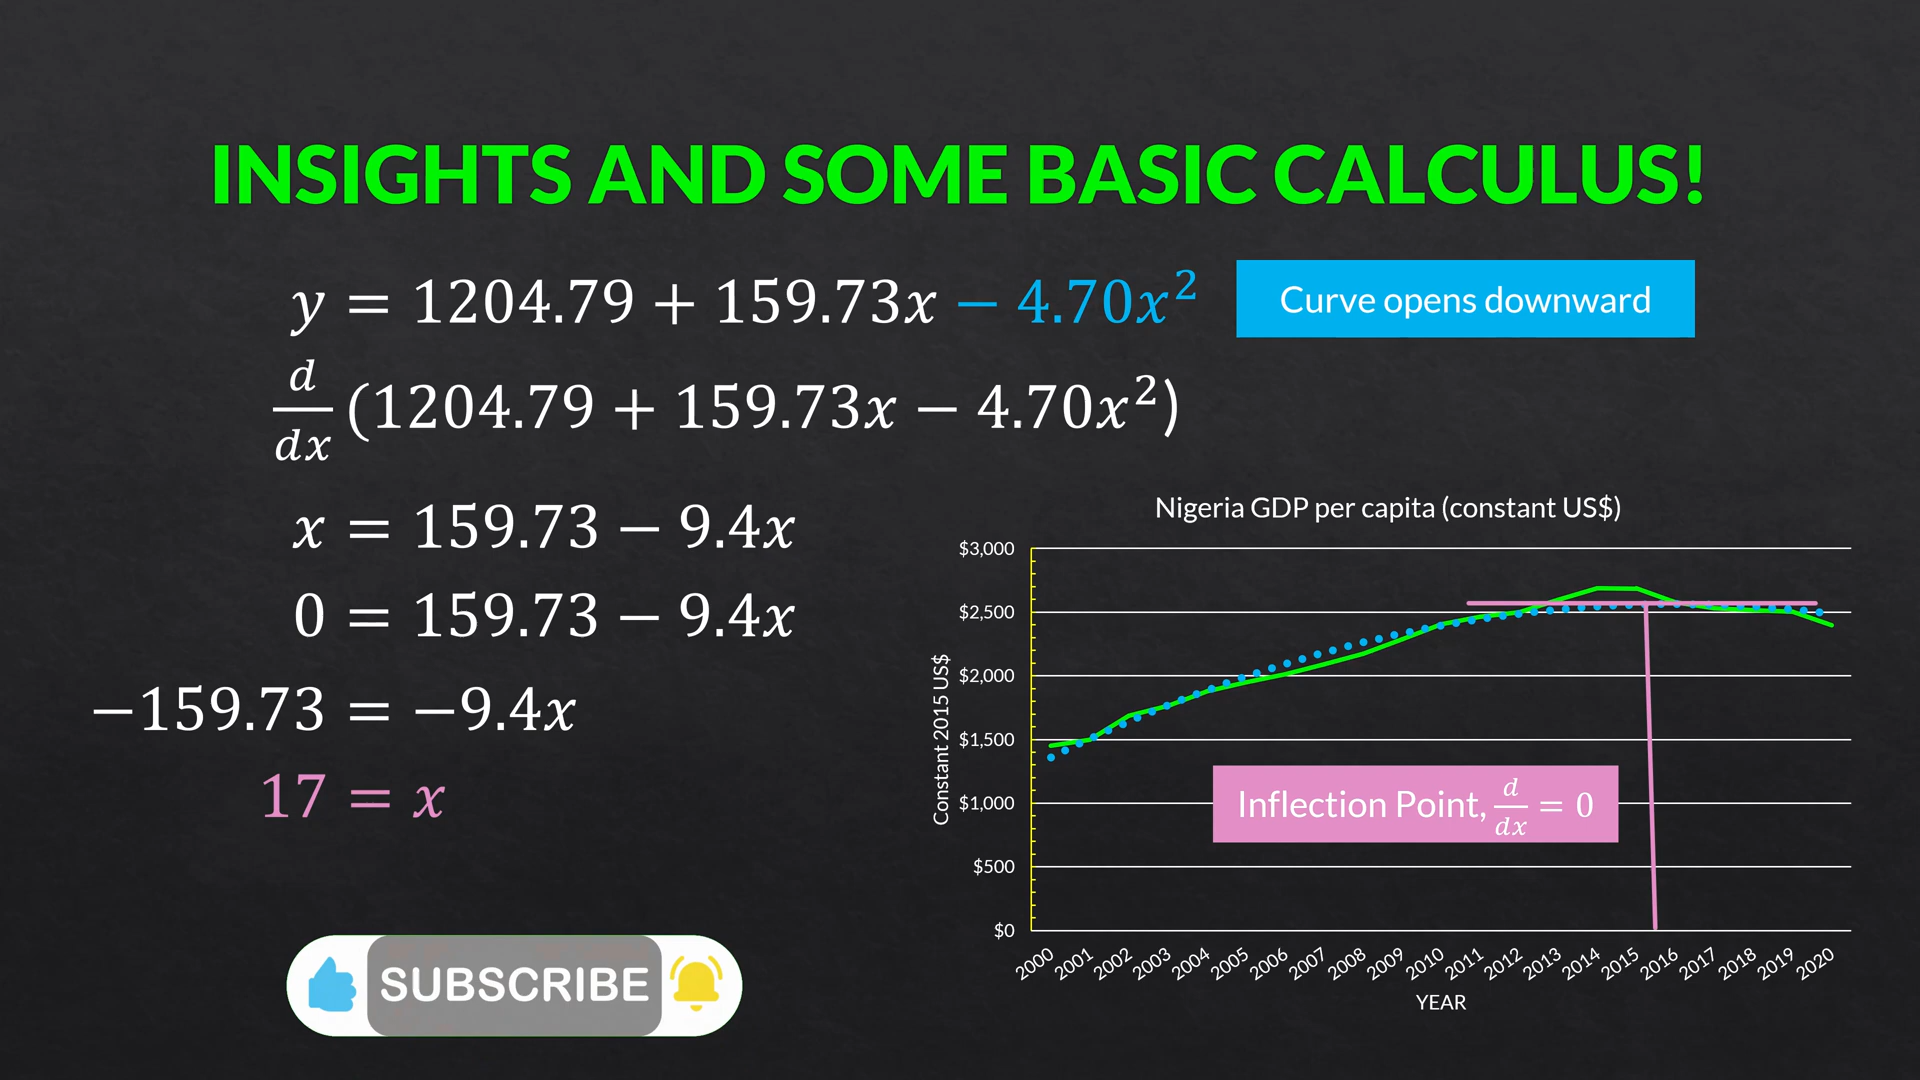 INSIGHTS AND SOME BASIC CALCULUS!
y = 1204.79 + 159.73x − 4.70x²
Curve opens downward
d/dx (1204.79 + 159.73x − 4.70x²)
x = 159.73 − 9.4x
0 = 159.73 − 9.4x
−159.73 = −9.4x
17 = x
SUBSCRIBE
Nigeria GDP per capita (constant US$)
Constant 2015 US$
$3,000
$2,500
$2,000
$1,500
$1,000
$500
$0
Inflection Point, d/dx = 0
2000 2001 2002 2003 2004 2005 2006 2007 2008 2009 2010 2011 2012 2013 2014 2015 2016 2017 2018 2019 2020
YEAR